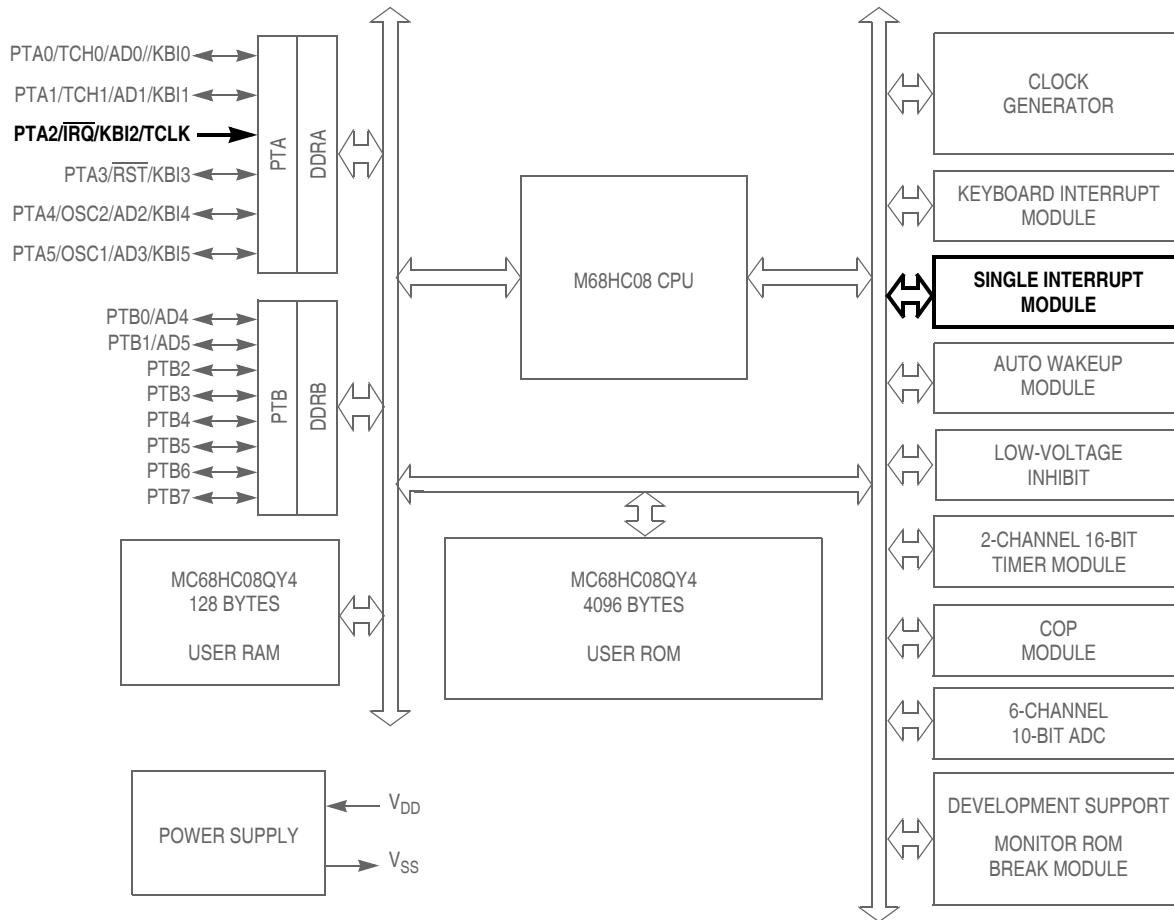 PTA0/TCH0/AD0//KBI0
PTA1/TCH1/AD1/KBI1
PTA2/IRQ/KBI2/TCLK
PTA3/RST/KBI3
PTA4/OSC2/AD2/KBI4
PTA5/OSC1/AD3/KBI5
PTA
DDRA
PTB0/AD4
PTB1/AD5
PTB2
PTB3
PTB4
PTB5
PTB6
PTB7
PTB
DDRB
M68HC08 CPU
MC68HC08QY4
128 BYTES
USER RAM
MC68HC08QY4
4096 BYTES
USER ROM
POWER SUPPLY
VDD
VSS
CLOCK
GENERATOR
KEYBOARD INTERRUPT
MODULE
SINGLE INTERRUPT
MODULE
AUTO WAKEUP
MODULE
LOW-VOLTAGE
INHIBIT
2-CHANNEL 16-BIT
TIMER MODULE
COP
MODULE
6-CHANNEL
10-BIT ADC
DEVELOPMENT SUPPORT
MONITOR ROM
BREAK MODULE